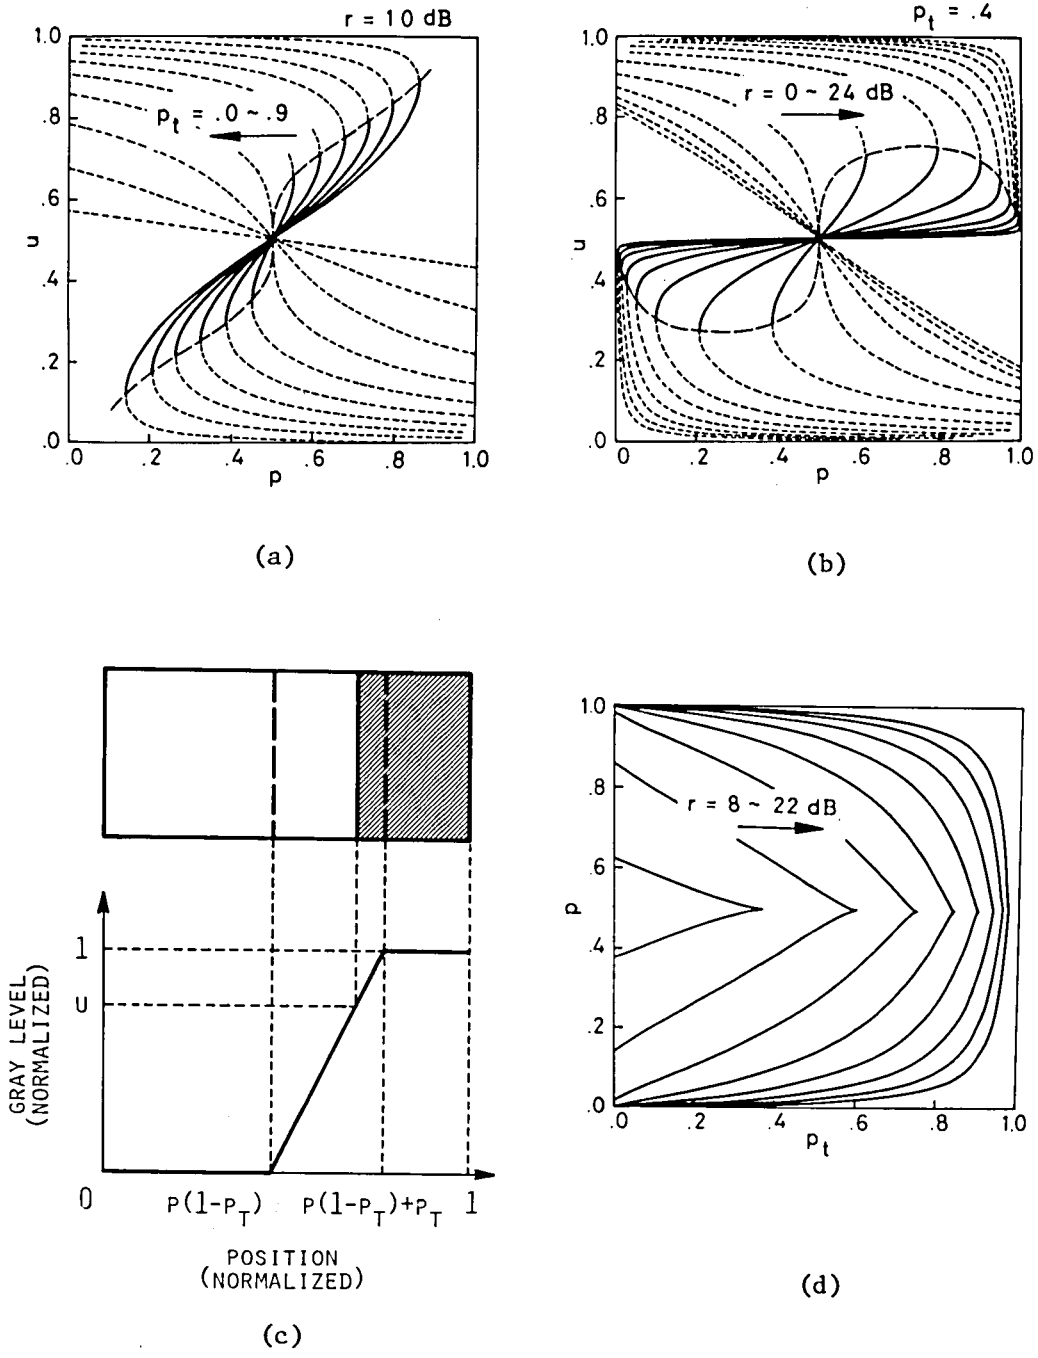 r = 10 dB
1.0
.8
.6
u
.4
.2
.0
p_t = .0 ~ .9
.0 .2 .4 .6 .8 1.0
p
(a)
p_t = .4
1.0
.8
.6
u
.4
.2
.0
r = 0 ~ 24 dB
0 .2 .4 .6 .8 1.0
p
(b)
GRAY LEVEL
(NORMALIZED)
1
U
0 P(1-P_T) P(1-P_T)+P_T 1
POSITION
(NORMALIZED)
(c)
1.0
.8
.6
p
.4
.2
.0
r = 8 ~ 22 dB
.0 .2 .4 .6 .8 1.0
p_t
(d)